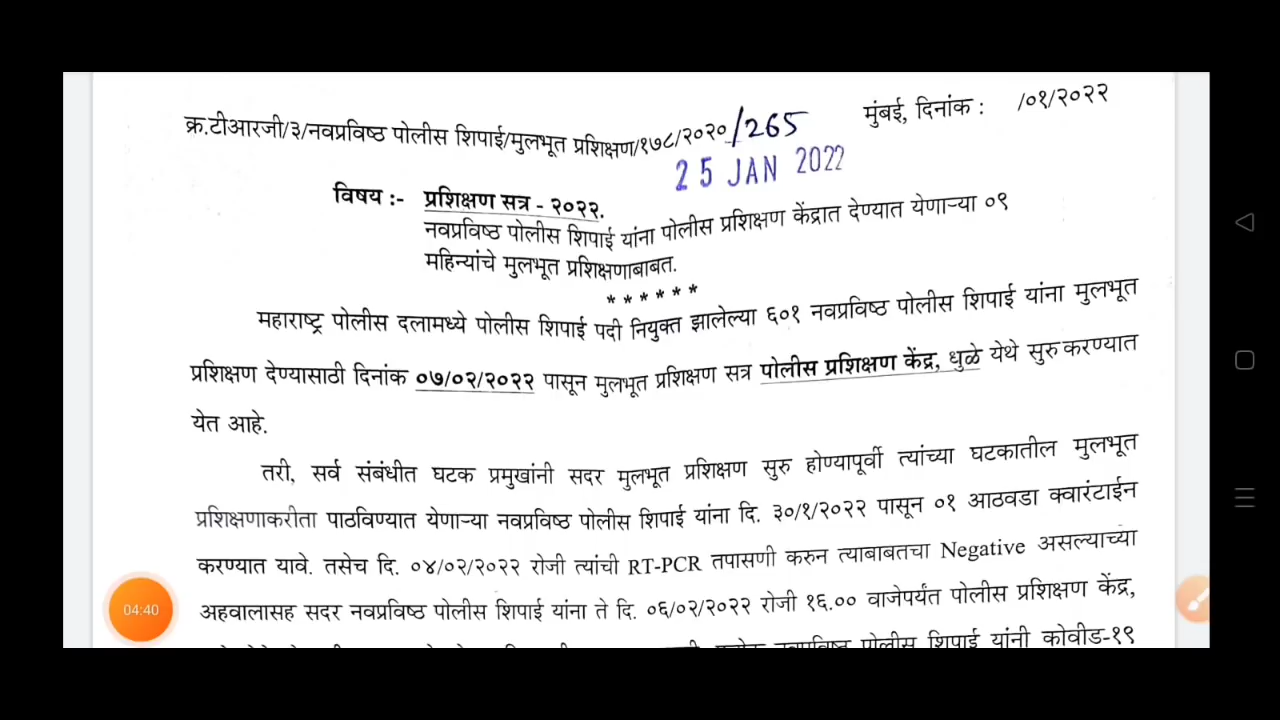 क्र.टीआरजी/३/नवप्रविष्ठ पोलीस शिपाई/मुलभूत प्रशिक्षण/१७८/२०२०/265
मुंबई, दिनांक : /०१/२०२२
25 JAN 2022
विषय :- प्रशिक्षण सत्र - २०२२.
नवप्रविष्ठ पोलीस शिपाई यांना पोलीस प्रशिक्षण केंद्रात देण्यात येणाऱ्या ०९
महिन्यांचे मुलभूत प्रशिक्षणाबाबत.
******
महाराष्ट्र पोलीस दलामध्ये पोलीस शिपाई पदी नियुक्त झालेल्या ६०१ नवप्रविष्ठ पोलीस शिपाई यांना मुलभूत
प्रशिक्षण देण्यासाठी दिनांक ०७/०२/२०२२ पासून मुलभूत प्रशिक्षण सत्र पोलीस प्रशिक्षण केंद्र, धुळे येथे सुरु करण्यात
येत आहे.
तरी, सर्व संबंधीत घटक प्रमुखांनी सदर मुलभूत प्रशिक्षण सुरु होण्यापूर्वी त्यांच्या घटकातील मुलभूत
प्रशिक्षणाकरीता पाठविण्यात येणाऱ्या नवप्रविष्ठ पोलीस शिपाई यांना दि. ३०/१/२०२२ पासून ०१ आठवडा क्वारंटाईन
करण्यात यावे. तसेच दि. ०४/०२/२०२२ रोजी त्यांची RT-PCR तपासणी करुन त्याबाबतचा Negative असल्याच्या
अहवालासह सदर नवप्रविष्ठ पोलीस शिपाई यांना ते दि. ०६/०२/२०२२ रोजी १६.०० वाजेपर्यंत पोलीस प्रशिक्षण केंद्र,
नवप्रविष्ठ पोलीस शिपाई यांनी कोवीड-१९
04:40